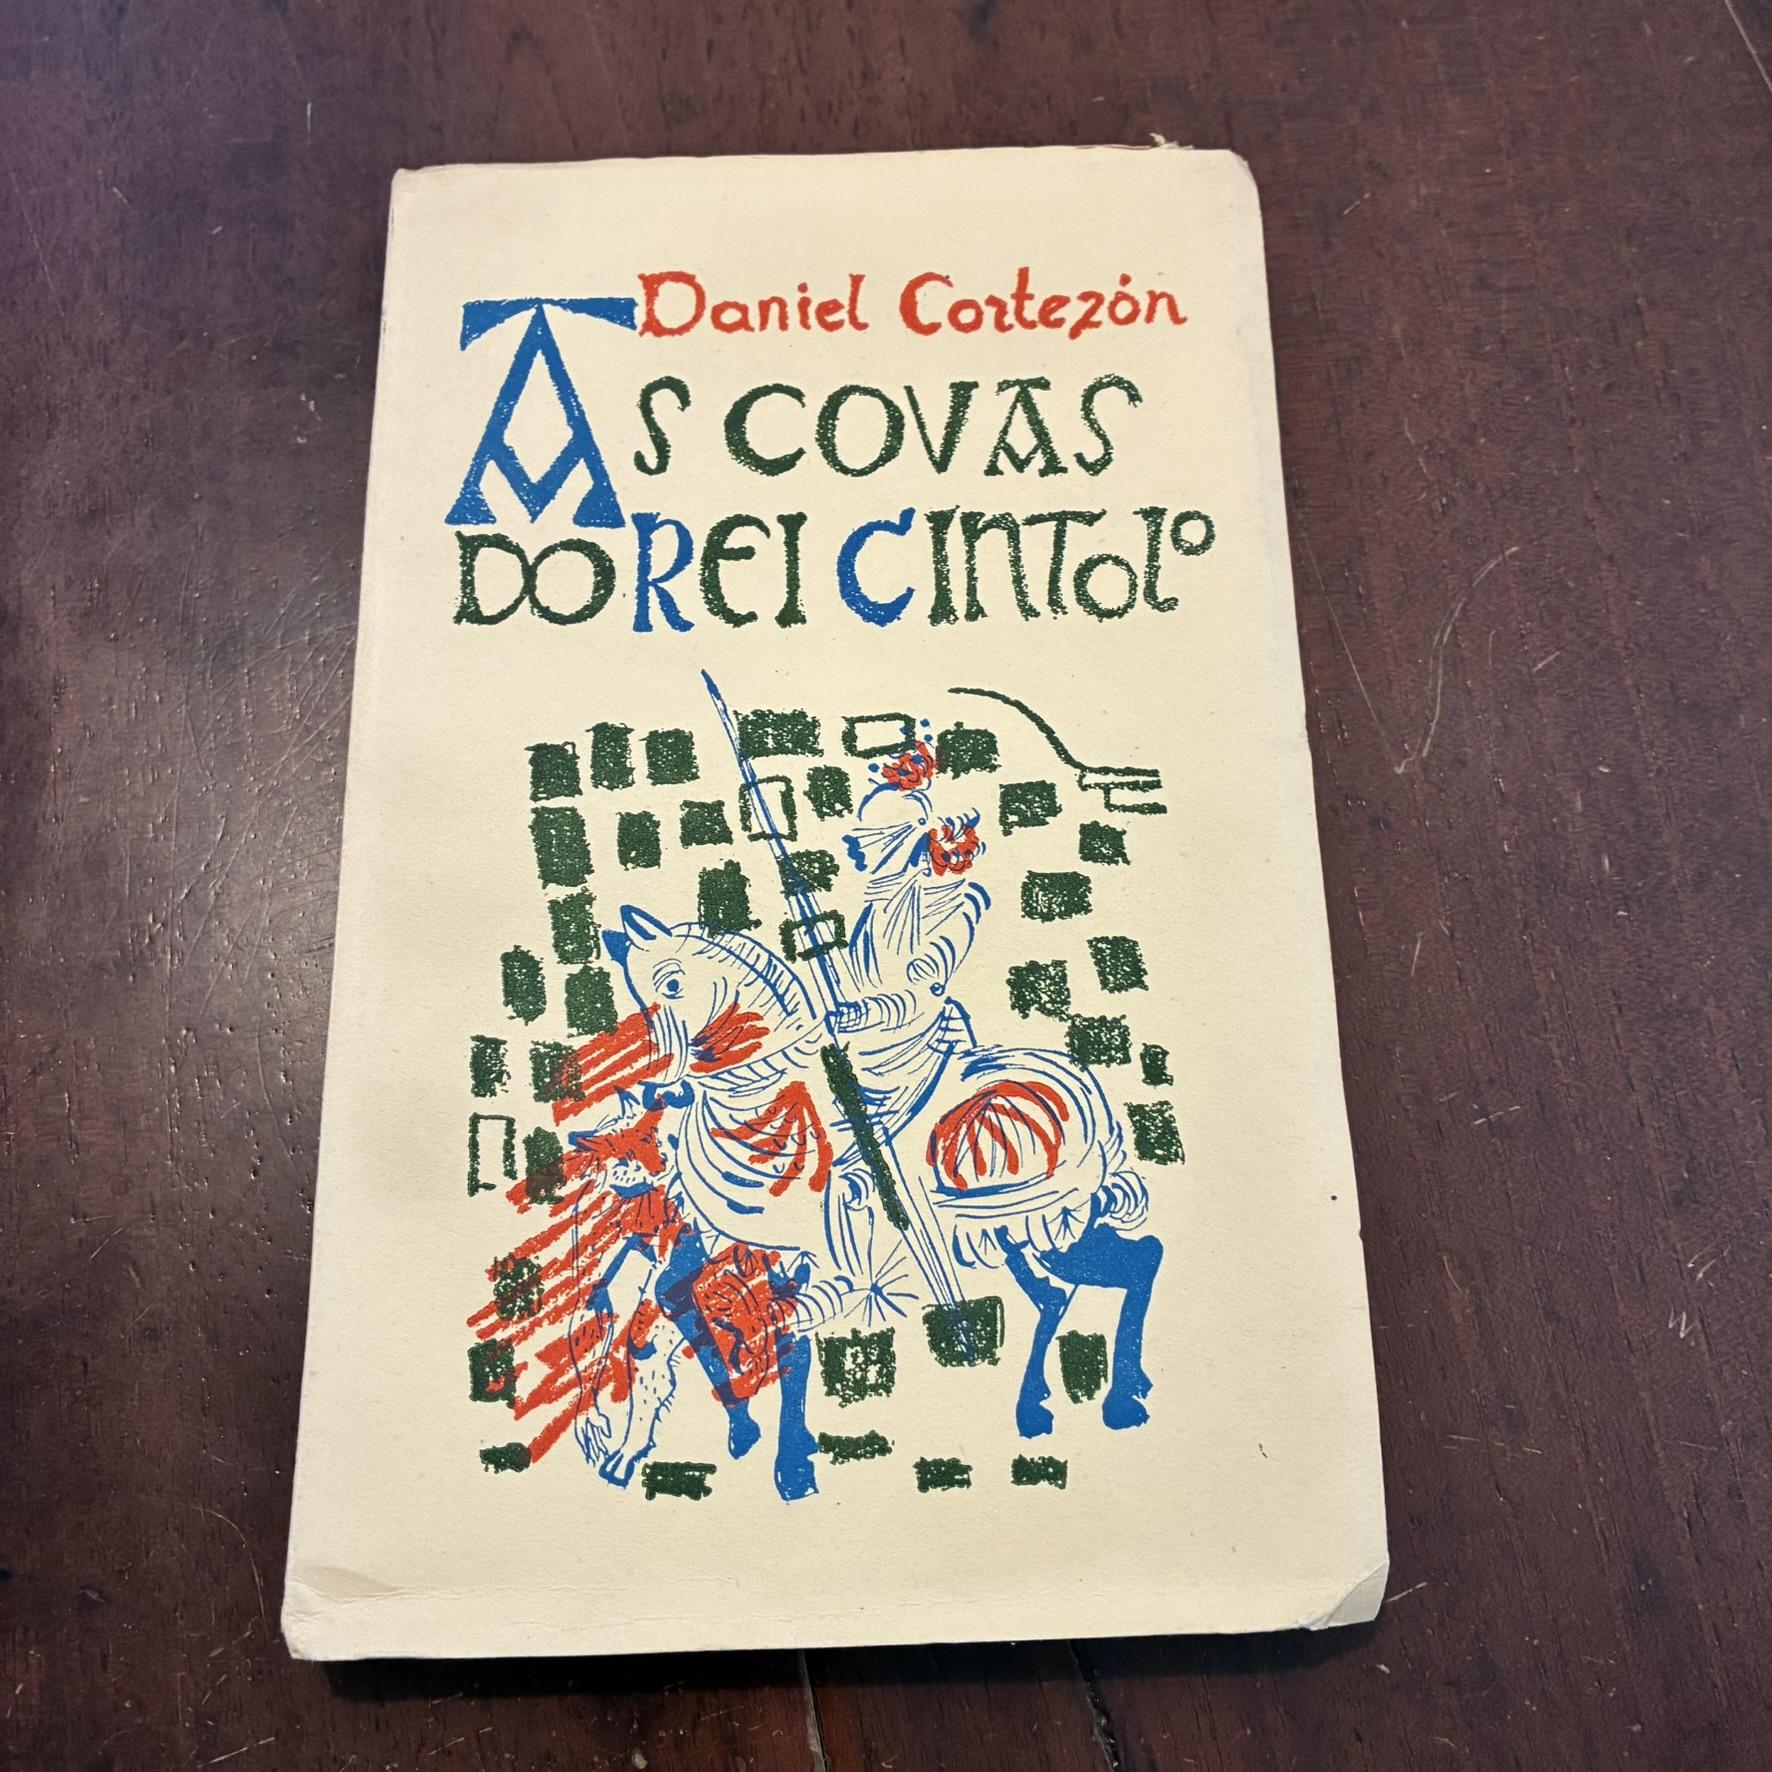 Daniel Cortezón
AS COVAS
DO REI CINTOLO